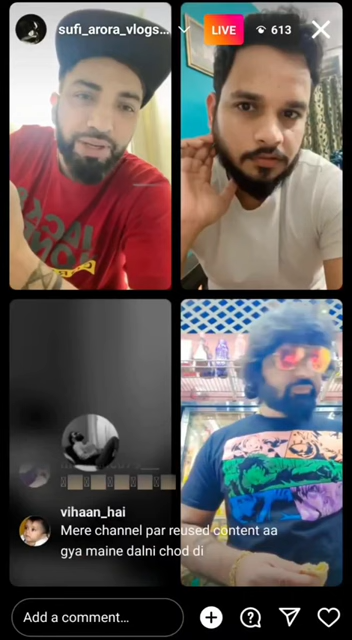 sufi_arora_vlogs...
LIVE
613
vihaan_hai
Mere channel par reused content aa
gya maine dalni chod di
Add a comment...